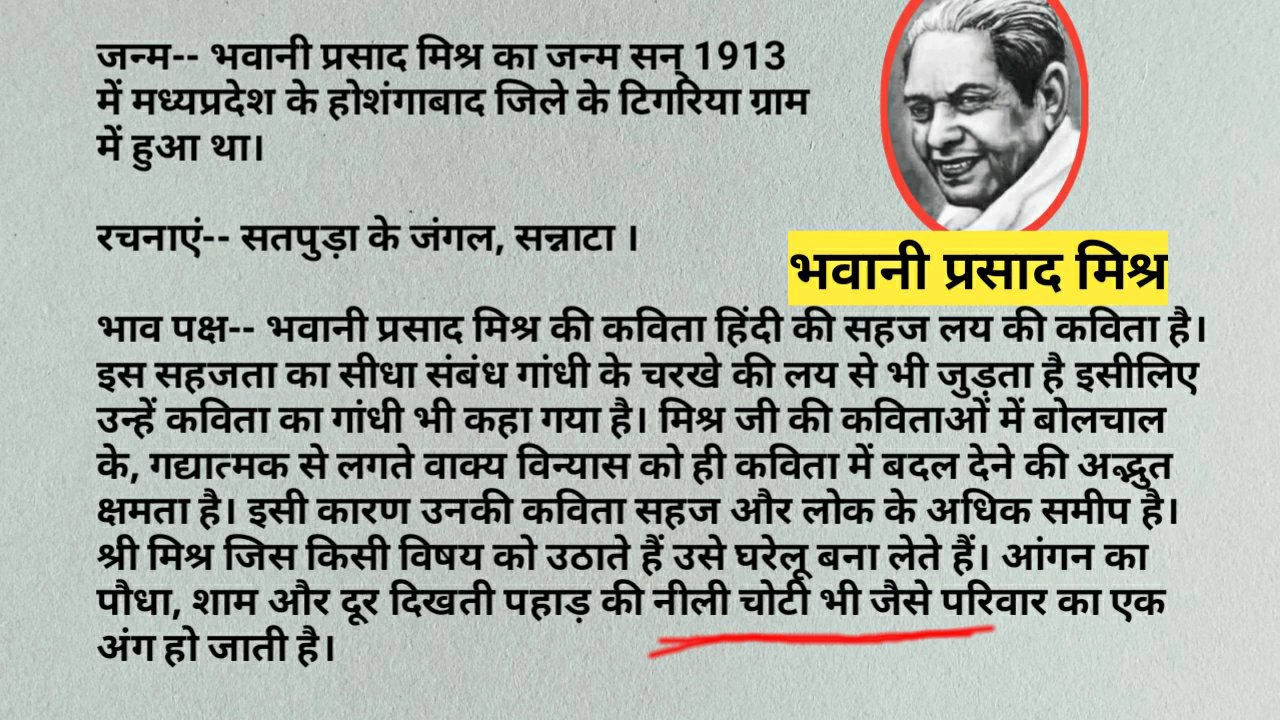 जन्म-- भवानी प्रसाद मिश्र का जन्म सन् 1913
में मध्यप्रदेश के होशंगाबाद जिले के टिगरिया ग्राम
में हुआ था।
रचनाएं-- सतपुड़ा के जंगल, सन्नाटा ।
भवानी प्रसाद मिश्र
भाव पक्ष-- भवानी प्रसाद मिश्र की कविता हिंदी की सहज लय की कविता है।
इस सहजता का सीधा संबंध गांधी के चरखे की लय से भी जुड़ता है इसीलिए
उन्हें कविता का गांधी भी कहा गया है। मिश्र जी की कविताओं में बोलचाल
के, गद्यात्मक से लगते वाक्य विन्यास को ही कविता में बदल देने की अद्भुत
क्षमता है। इसी कारण उनकी कविता सहज और लोक के अधिक समीप है।
श्री मिश्र जिस किसी विषय को उठाते हैं उसे घरेलू बना लेते हैं। आंगन का
पौधा, शाम और दूर दिखती पहाड़ की नीली चोटी भी जैसे परिवार का एक
अंग हो जाती है।